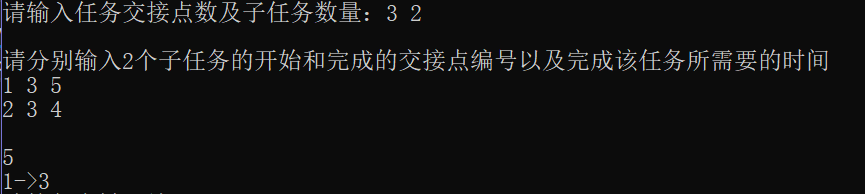 请输入任务交接点数及子任务数量：3 2
请分别输入2个子任务的开始和完成的交接点编号以及完成该任务所需要的时间
1 3 5
2 3 4
5
1->3